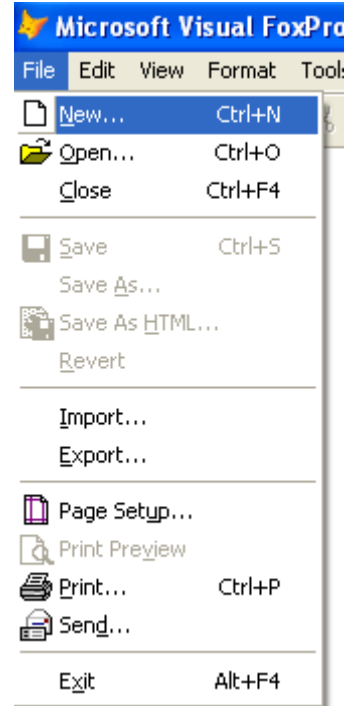 Microsoft Visual FoxPro
File Edit View Format Tools
New... Ctrl+N
Open... Ctrl+O
Close Ctrl+F4
Save Ctrl+S
Save As...
Save As HTML...
Revert
Import...
Export...
Page Setup...
Print Preview
Print... Ctrl+P
Send...
Exit Alt+F4